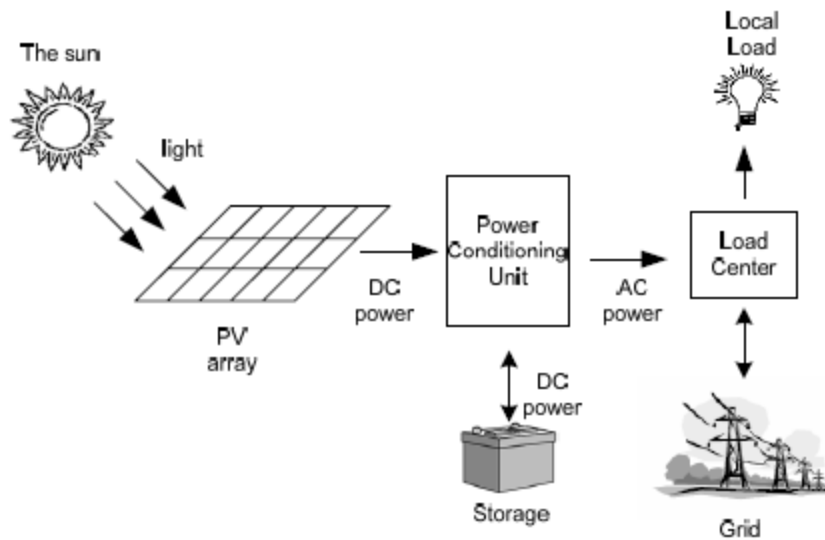 The sun
light
PV
array
DC
power
Power
Conditioning
Unit
DC
power
Storage
AC
power
Local
Load
Load
Center
Grid